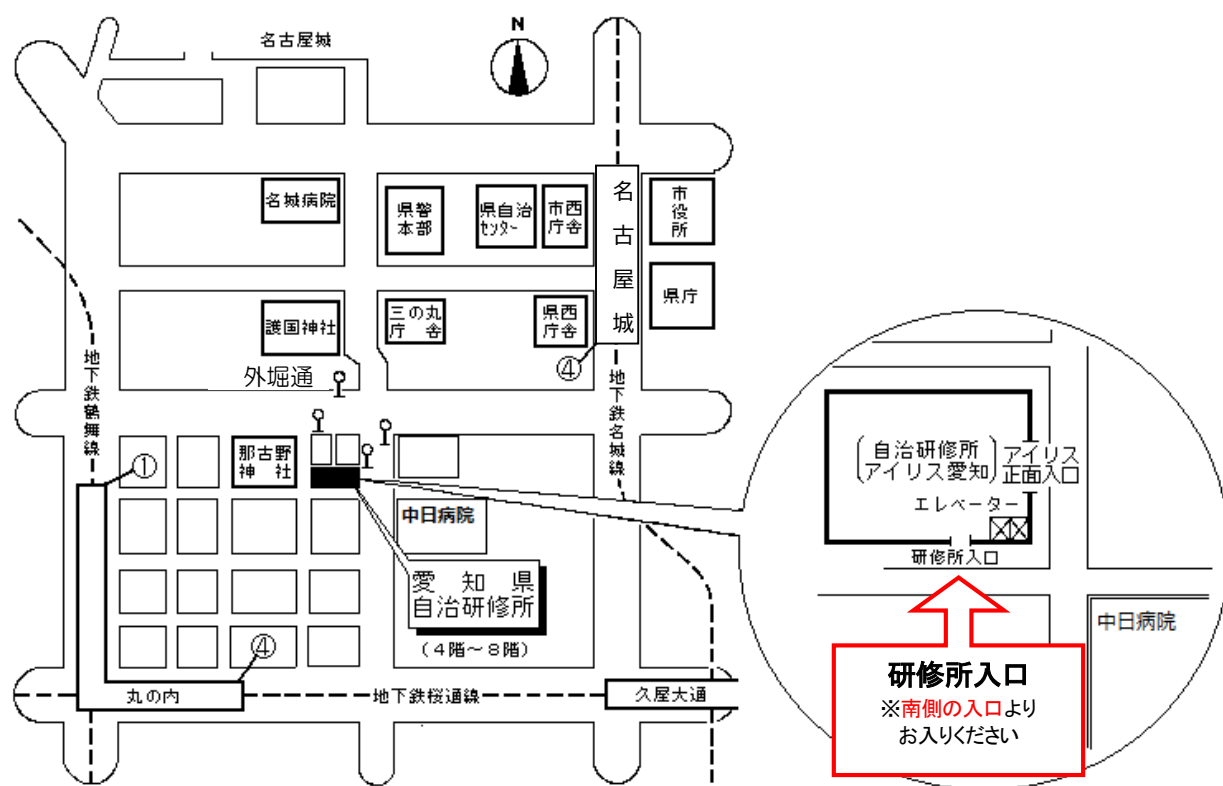 名古屋城
N
名城病院
県警
本部
県自治
センター
市西
庁舎
名古屋城
市役所
県庁
護国神社
三の丸
庁舎
県西
庁舎
④
外堀通
地下鉄鶴舞線
地下鉄名城線
那古野
神社
①
中日病院
愛知県
自治研修所
(4階～8階)
④
丸の内
地下鉄桜通線
久屋大通
自治研修所
アイリス愛知
アイリス
正面入口
エレベーター
研修所入口
中日病院
研修所入口
※南側の入口より
お入りください